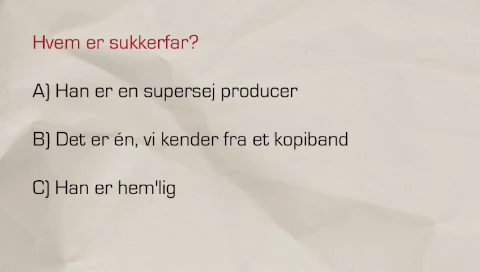 Hvem er sukkerfar?
A) Han er en supersej producer
B) Det er én, vi kender fra et kopiband
C) Han er hem'lig